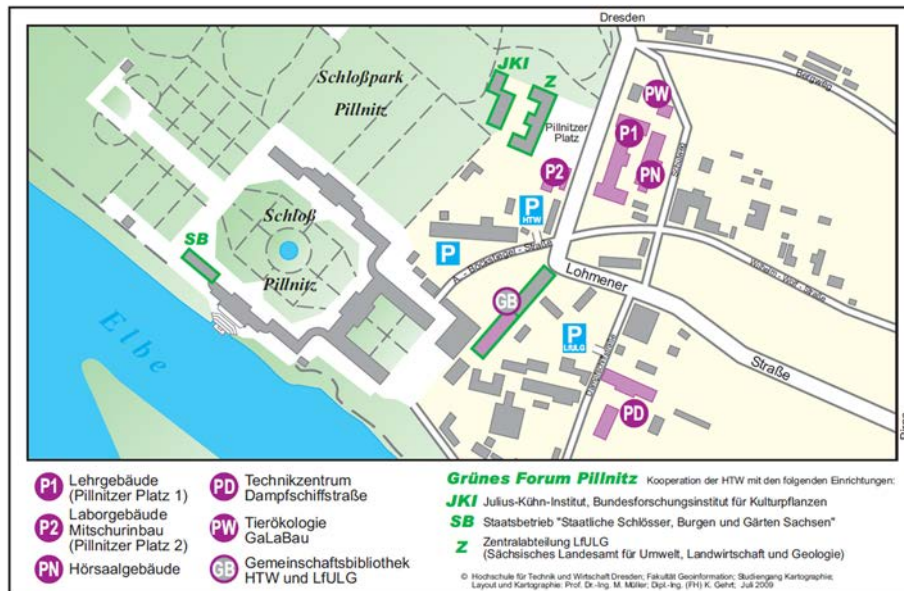 Dresden
Schloßpark
Pillnitz
JKI
Z
Pillnitzer
Platz
PW
P1
PN
P2
P
HTW
P
A.-Böckstiegel-Straße
Schloß
Pillnitz
SB
Elbe
GB
Lohmener
Straße
Wilhelm-Wolf-Straße
P
LfULG
PD
P1 Lehrgebäude
(Pillnitzer Platz 1)
P2 Laborgebäude
Mitschurinbau
(Pillnitzer Platz 2)
PN Hörsaalgebäude
PD Technikzentrum
Dampfschiffstraße
PW Tierökologie
GaLaBau
GB Gemeinschaftsbibliothek
HTW und LfULG
Grünes Forum Pillnitz Kooperation der HTW mit den folgenden Einrichtungen:
JKI Julius-Kühn-Institut, Bundesforschungsinstitut für Kulturpflanzen
SB Staatsbetrieb "Staatliche Schlösser, Burgen und Gärten Sachsen"
Z Zentralabteilung LfULG
(Sächsisches Landesamt für Umwelt, Landwirtschaft und Geologie)
© Hochschule für Technik und Wirtschaft Dresden; Fakultät Geoinformation; Studiengang Kartographie;
Layout und Kartographie: Prof. Dr.-Ing. M. Müller; Dipl.-Ing. (FH) K. Gehrt; Juli 2009